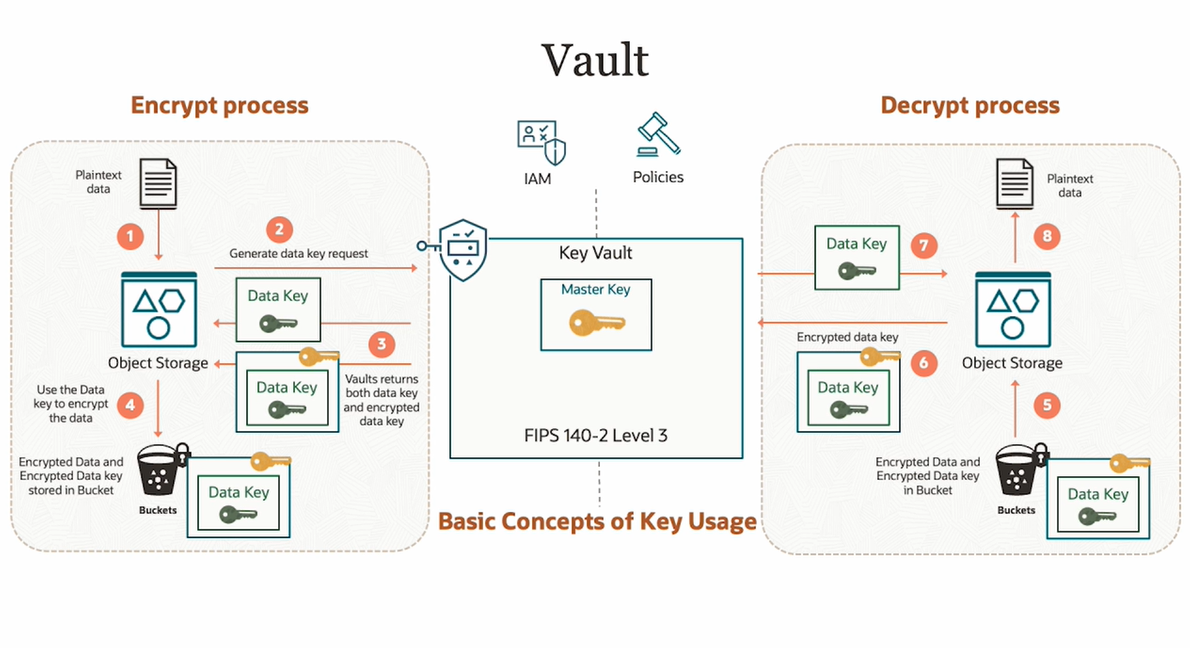 Vault
Encrypt process
Plaintext
data
1
2
Generate data key request
Data Key
Object Storage
3
Data Key
Vaults returns
both data key
and encrypted
data key
Use the Data
key to encrypt
the data
4
Encrypted Data and
Encrypted Data key
stored in Bucket
Buckets
Data Key
IAM
Policies
Key Vault
Master Key
FIPS 140-2 Level 3
Basic Concepts of Key Usage
Decrypt process
Plaintext
data
Data Key
7
8
Encrypted data key
Object Storage
Data Key
6
5
Encrypted Data and
Encrypted Data key
in Bucket
Buckets
Data Key